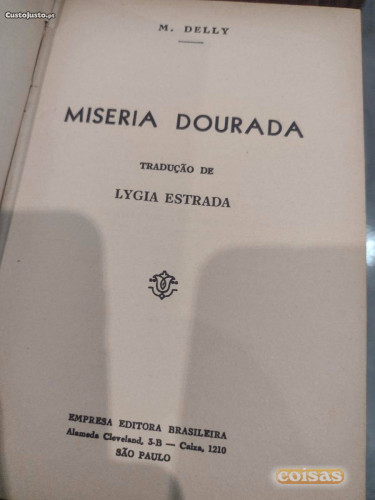 CustoJusto.pt
M. DELLY
MISERIA DOURADA
TRADUÇÃO DE
LYGIA ESTRADA
EMPRESA EDITORA BRASILEIRA
Alameda Cleveland, 3-B — Caixa, 1210
SÃO PAULO
coisas